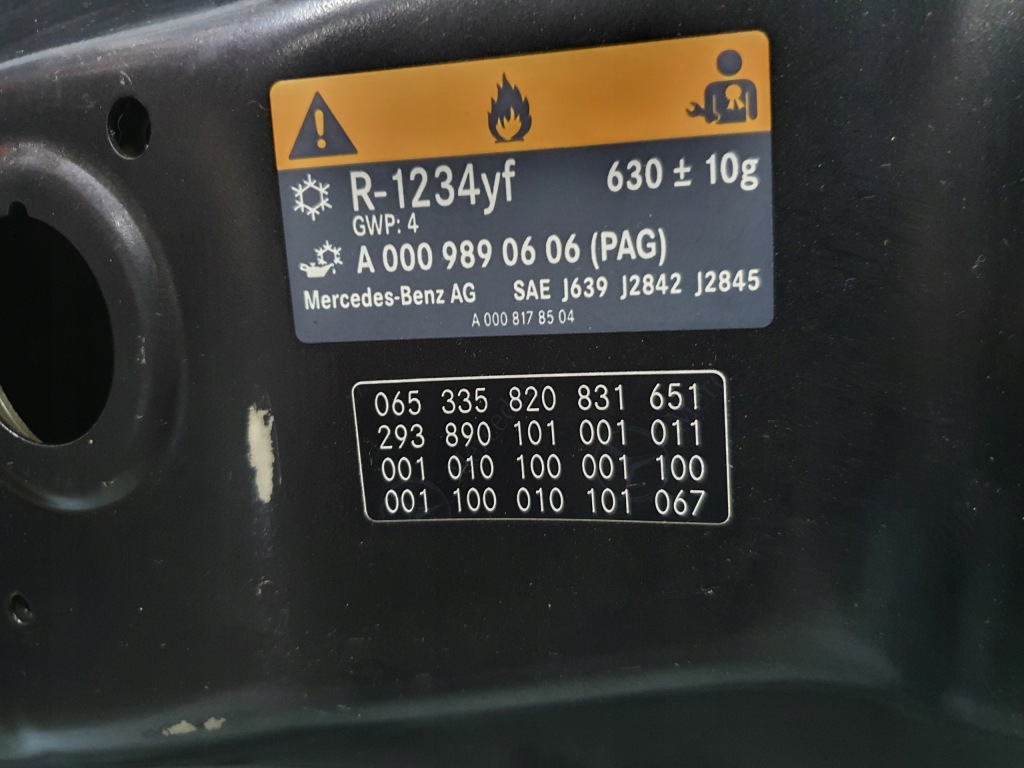 R-1234yf 630 ± 10g
GWP: 4
A 000 989 06 06 (PAG)
Mercedes-Benz AG SAE J639 J2842 J2845
A 000 817 85 04
065 335 820 831 651
293 890 101 001 011
001 010 100 001 100
001 100 010 101 067